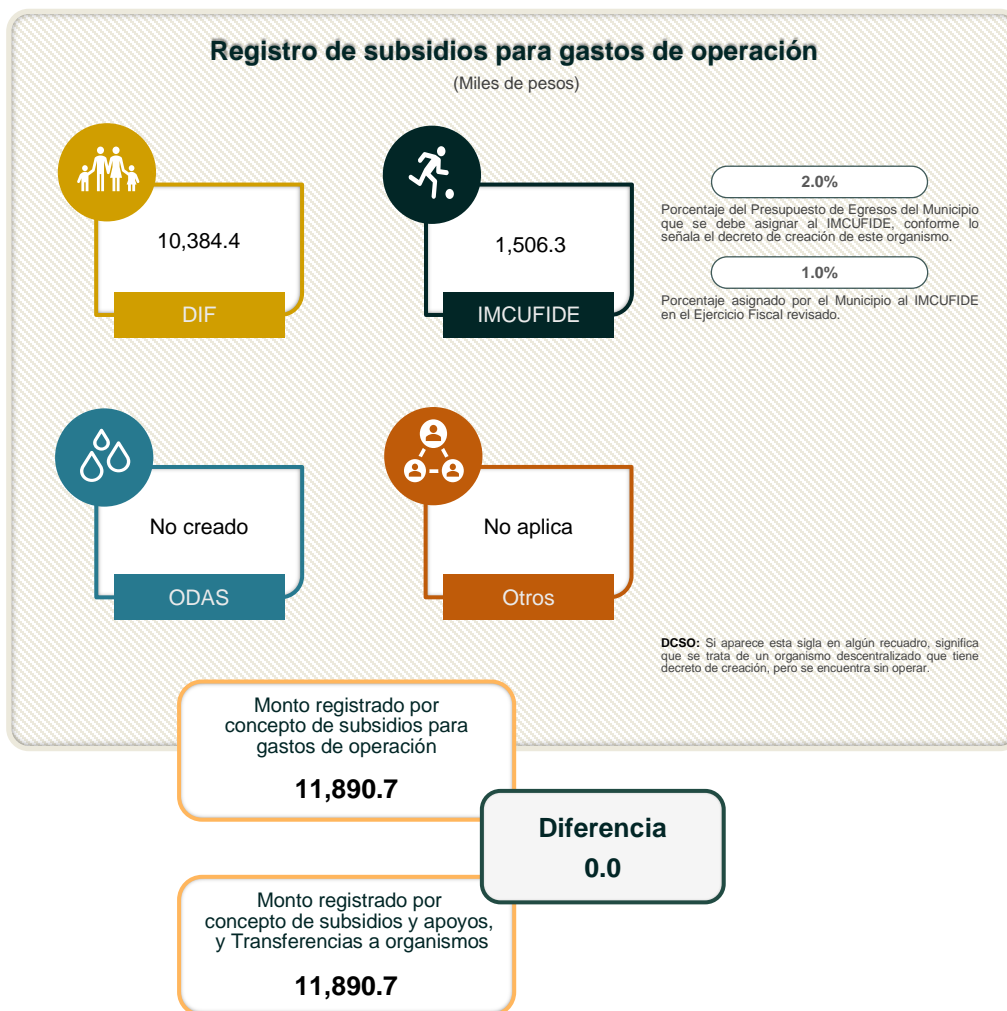 Registro de subsidios para gastos de operación
(Miles de pesos)
10,384.4
DIF
1,506.3
IMCUFIDE
2.0%
Porcentaje del Presupuesto de Egresos del Municipio
que se debe asignar al IMCUFIDE, conforme lo
señala el decreto de creación de este organismo.
1.0%
Porcentaje asignado por el Municipio al IMCUFIDE
en el Ejercicio Fiscal revisado.
No creado
ODAS
No aplica
Otros
DCSO: Si aparece esta sigla en algún recuadro, significa
que se trata de un organismo descentralizado que tiene
decreto de creación, pero se encuentra sin operar.
Monto registrado por
concepto de subsidios para
gastos de operación
11,890.7
Diferencia
0.0
Monto registrado por
concepto de subsidios y apoyos,
y Transferencias a organismos
11,890.7